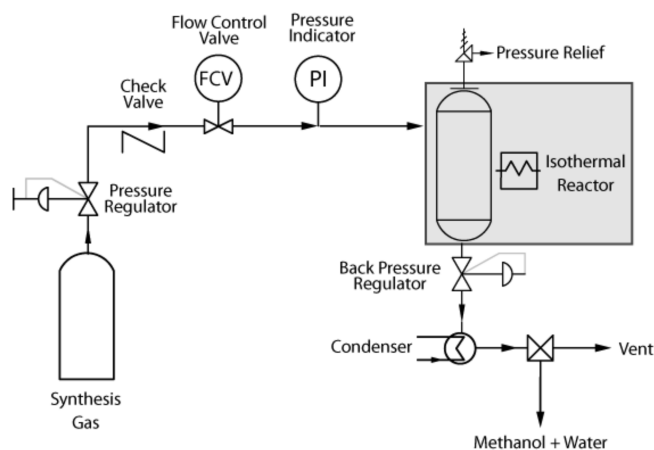 Flow Control
Valve
Pressure
Indicator
Pressure Relief
FCV
PI
Check
Valve
Isothermal
Reactor
Pressure
Regulator
Back Pressure
Regulator
Condenser
Vent
Synthesis
Gas
Methanol + Water